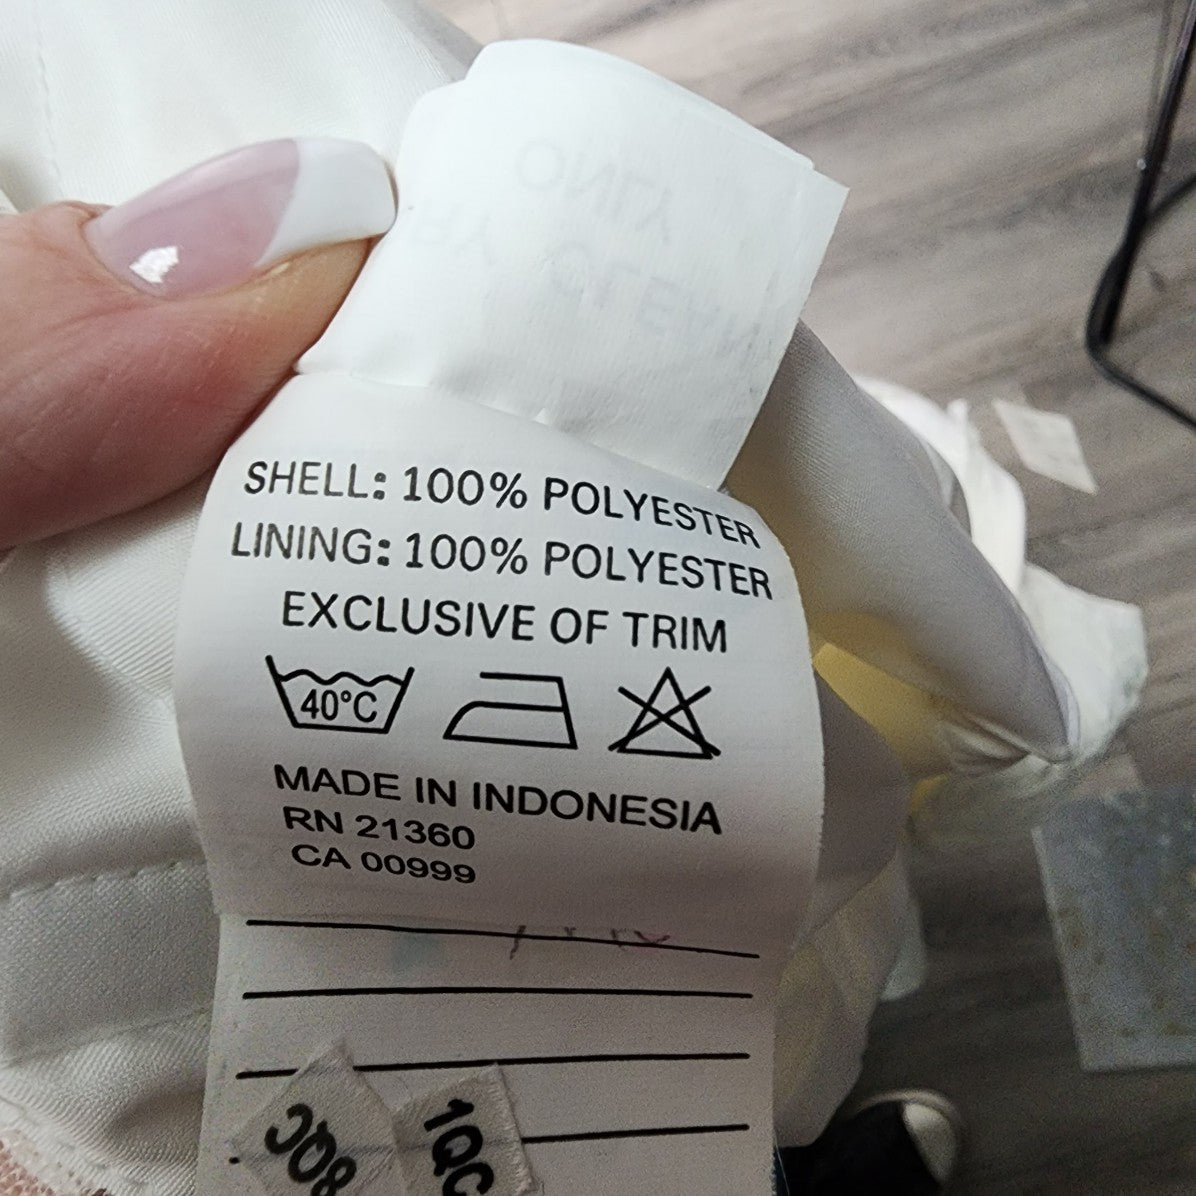 SHELL: 100% POLYESTER
LINING: 100% POLYESTER
EXCLUSIVE OF TRIM
40°C
MADE IN INDONESIA
RN 21360
CA 00999